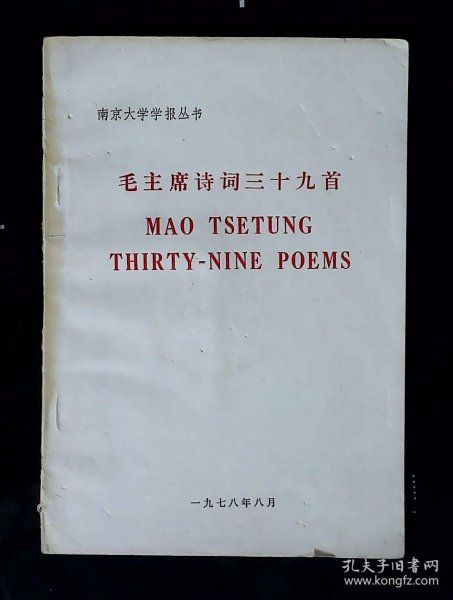 南京大学学报丛书
毛主席诗词三十九首
MAO TSETUNG
THIRTY-NINE POEMS
一九七八年八月
孔夫子旧书网
www.kongfz.com